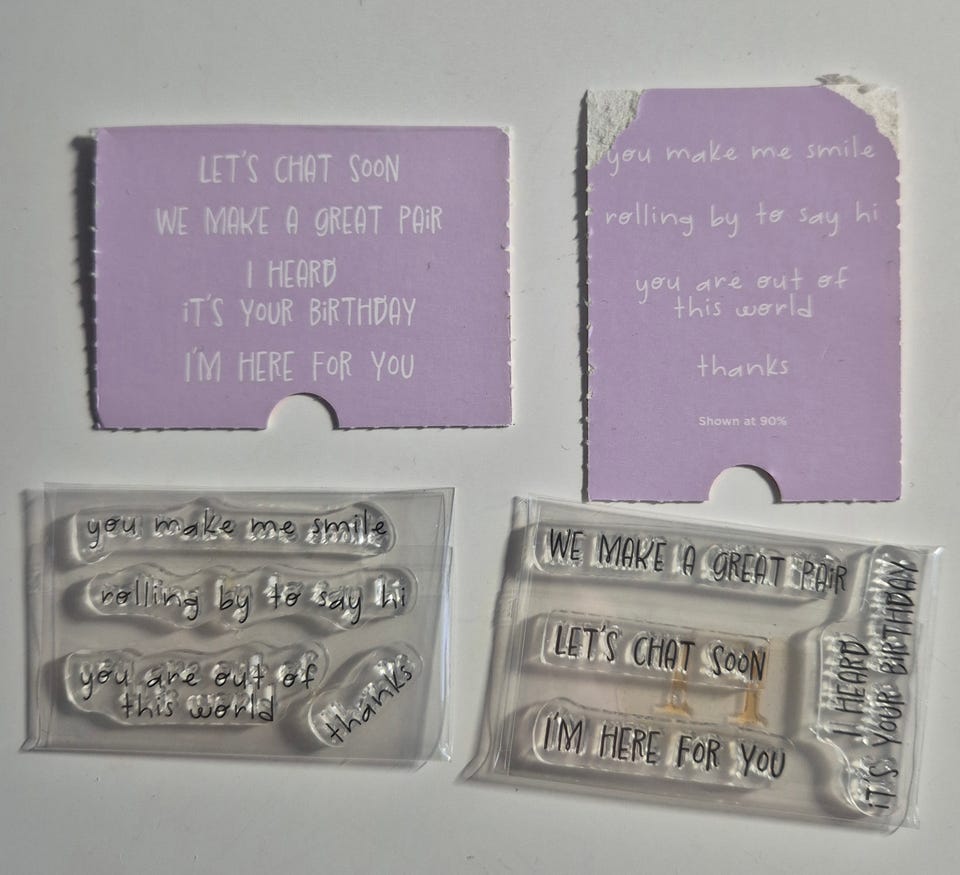 LET'S CHAT SOON
WE MAKE A GREAT PAiR
I HEARD
iT'S YOUR BiRTHDAY
I'M HERE FOR YOU
you make me smile
rolling by to say hi
you are out of
this world
thanks
Shown at 90%
you make me smile
rolling by to say hi
you are out of
this world
thanks
WE MAKE A GREAT PAiR
LET'S CHAT SOON
I'M HERE FOR YOU
I HEARD
iT'S YOUR BiRTHDAY